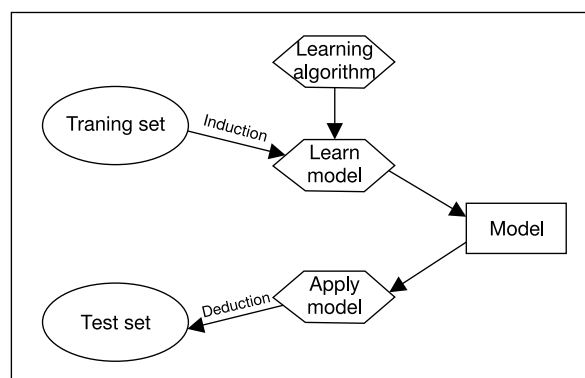 Learning
algorithm
Traning set
Induction
Learn
model
Model
Apply
model
Deduction
Test set